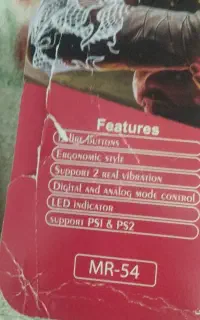 Features
BUTTONS
ERGONOMIC STYLE
SUPPORT 2 REAL VIBRATION
DIGITAL AND ANALOG MODE CONTROL
LED INDICATOR
SUPPORT PS1 & PS2
MR-54